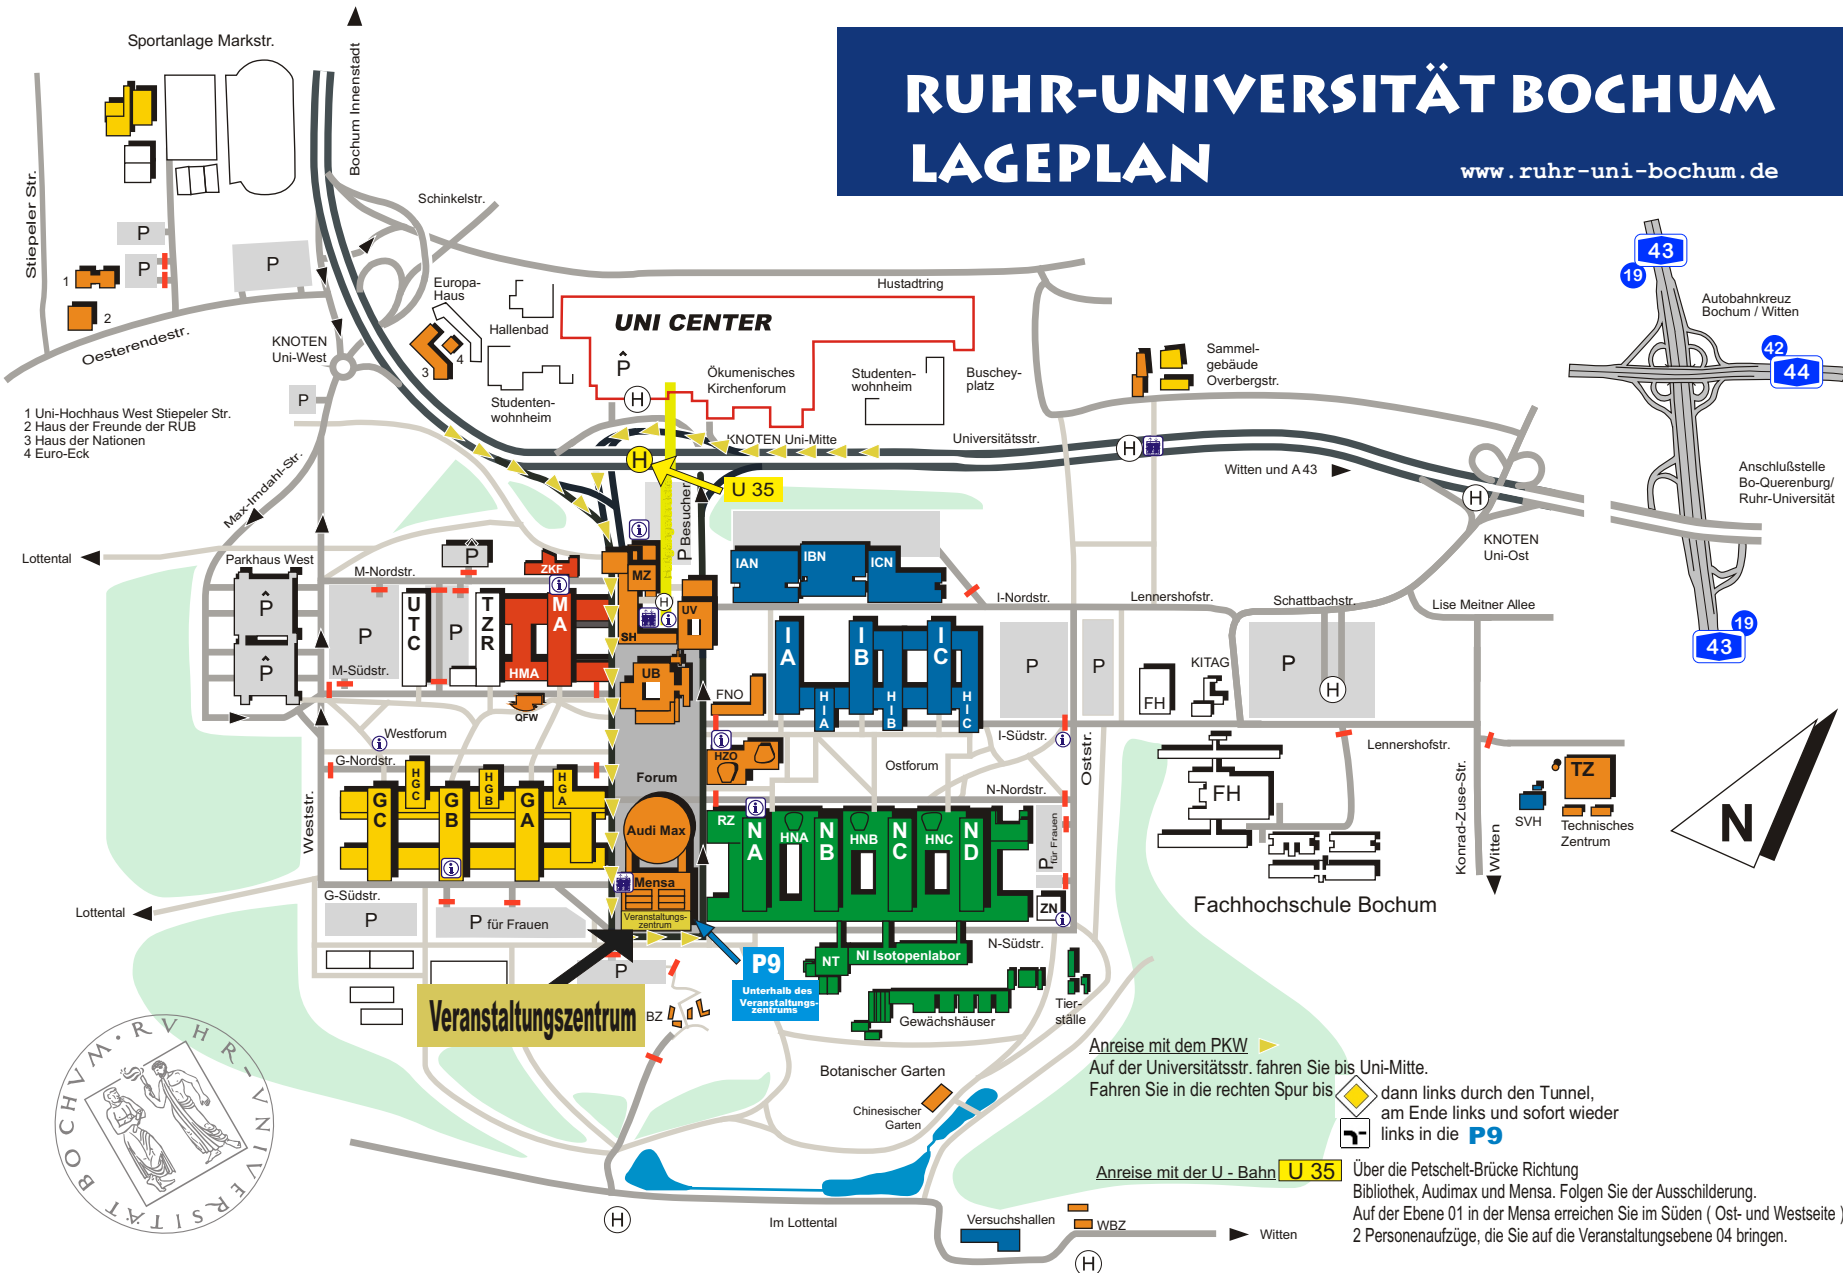 RUHR-UNIVERSITÄT BOCHUM
LAGEPLAN
www.ruhr-uni-bochum.de
Sportanlage Markstr.
Bochum Innenstadt
Stiepeler Str.
Schinkelstr.
P
P
P
1
2
Oesterendestr.
KNOTEN
Uni-West
Europa-
Haus
Hallenbad
3
4
Studenten-
wohnheim
UNI CENTER
P
H
Ökumenisches
Kirchenforum
Hustadtring
Studenten-
wohnheim
Buschey-
platz
Sammel-
gebäude
Overbergstr.
43
19
Autobahnkreuz
Bochum / Witten
42
44
Anschlußstelle
Bo-Querenburg/
Ruhr-Universität
19
43
1 Uni-Hochhaus West Stiepeler Str.
2 Haus der Freunde der RUB
3 Haus der Nationen
4 Euro-Eck
P
Max-Imdahl-Str.
KNOTEN Uni-Mitte
Universitätsstr.
H
H
U 35
Witten und A 43
H
KNOTEN
Uni-Ost
P Besucher
Lottental
Parkhaus West
P
P
M-Nordstr.
P
ZKF
MZ
UTC
TZR
MA
P
P
HMA
M-Südstr.
QFW
SH
UV
H
UB
FNO
IAN
IBN
ICN
I-Nordstr.
IA
IB
IC
HIA
HIB
HIC
P
P
Lennershofstr.
Schattbachstr.
Lise Meitner Allee
FH
KITAG
P
H
I-Südstr.
Lennershofstr.
Westforum
G-Nordstr.
Weststr.
GC
HGC
GB
HGB
GA
HGA
G-Südstr.
Forum
HZO
Ostforum
Oststr.
N-Nordstr.
Audi Max
Mensa
Veranstaltungs-
zentrum
RZ
NA
HNA
NB
HNB
NC
HNC
ND
P
für Frauen
ZN
N-Südstr.
FH
Fachhochschule Bochum
Konrad-Zuse-Str.
Witten
SVH
TZ
Technisches
Zentrum
N
Lottental
P
P für Frauen
P
P9
Unterhalb des
Veranstaltungs-
zentrums
Veranstaltungszentrum
BZ
NT
NI Isotopenlabor
Gewächshäuser
Tier-
ställe
Botanischer Garten
Chinesischer
Garten
Im Lottental
H
Versuchshallen
WBZ
H
Witten
RVHR-VNIVERSITÄT BOCHVM
Anreise mit dem PKW
Auf der Universitätsstr. fahren Sie bis Uni-Mitte.
Fahren Sie in die rechten Spur bis
dann links durch den Tunnel,
am Ende links und sofort wieder
links in die P9
Anreise mit der U - Bahn U 35
Über die Petschelt-Brücke Richtung
Bibliothek, Audimax und Mensa. Folgen Sie der Ausschilderung.
Auf der Ebene 01 in der Mensa erreichen Sie im Süden ( Ost- und Westseite )
2 Personenaufzüge, die Sie auf die Veranstaltungsebene 04 bringen.